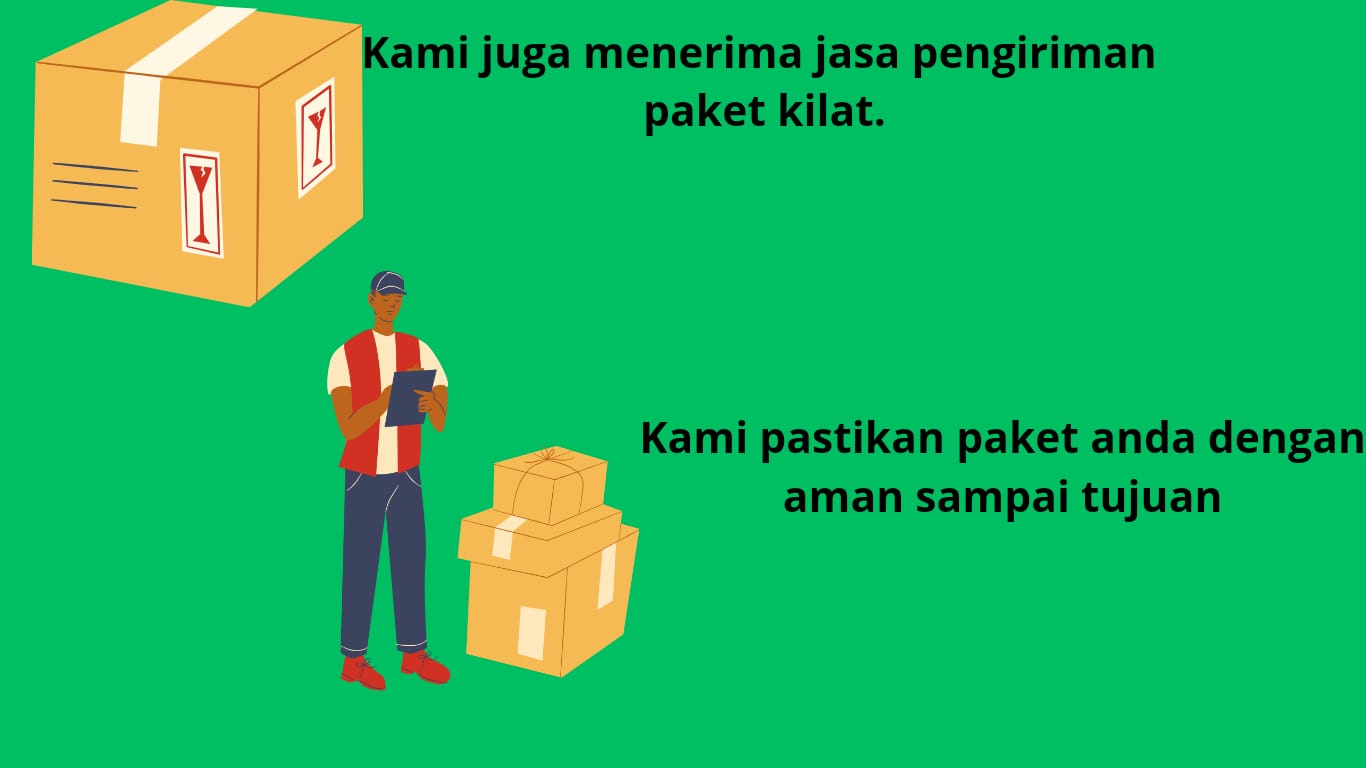 Kami juga menerima jasa pengiriman
paket kilat.
Kami pastikan paket anda dengan
aman sampai tujuan